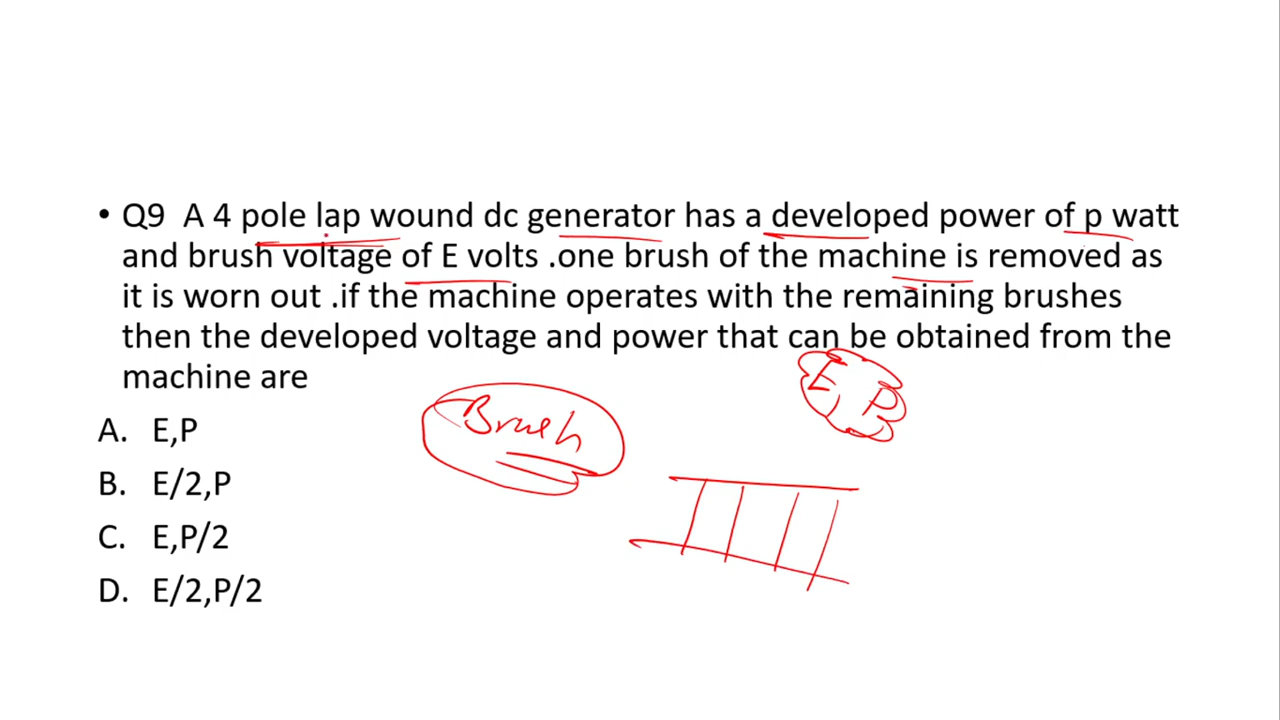 • Q9 A 4 pole lap wound dc generator has a developed power of p watt
and brush voltage of E volts .one brush of the machine is removed as
it is worn out .if the machine operates with the remaining brushes
then the developed voltage and power that can be obtained from the
machine are
E P
Brush
A. E,P
B. E/2,P
C. E,P/2
D. E/2,P/2